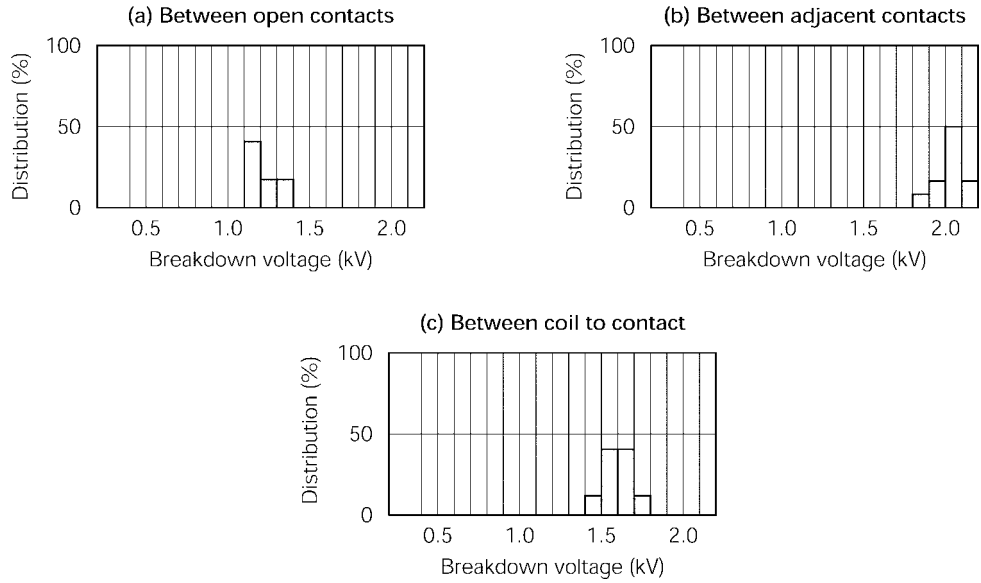 (a) Between open contacts
100
50
0
Distribution (%)
0.5 1.0 1.5 2.0
Breakdown voltage (kV)
(b) Between adjacent contacts
100
50
0
Distribution (%)
0.5 1.0 1.5 2.0
Breakdown voltage (kV)
(c) Between coil to contact
100
50
0
Distribution (%)
0.5 1.0 1.5 2.0
Breakdown voltage (kV)